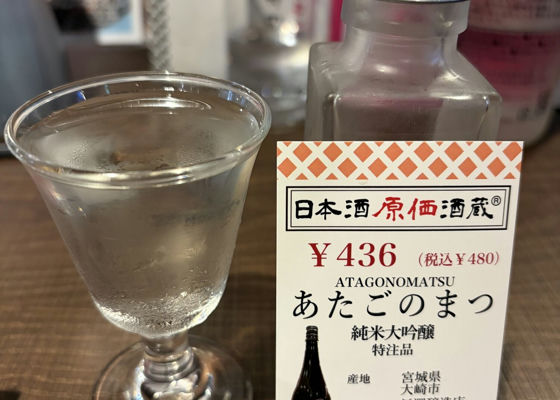 日本酒原価酒蔵®
￥436 (税込￥480)
ATAGONOMATSU
あたごのまつ
純米大吟醸
特注品
産地 宮城県
大崎市